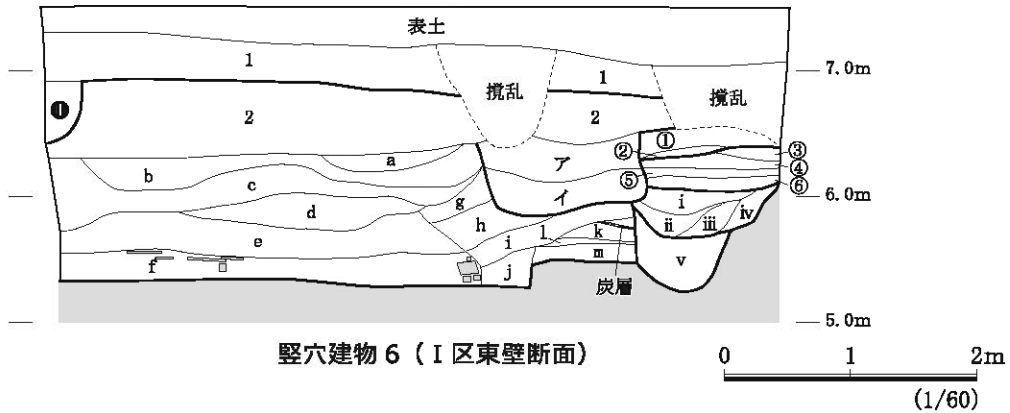 表土
1
1
7.0m
撹乱
撹乱
❶
2
2
①
②
③
ア
④
a
⑤
⑥
b
c
イ
6.0m
g
i
d
h
ⅱ
ⅲ
ⅳ
l
k
e
i
m
ⅴ
f
j
炭層
5.0m
竪穴建物６（Ⅰ区東壁断面）
0 1 2m
(1/60)